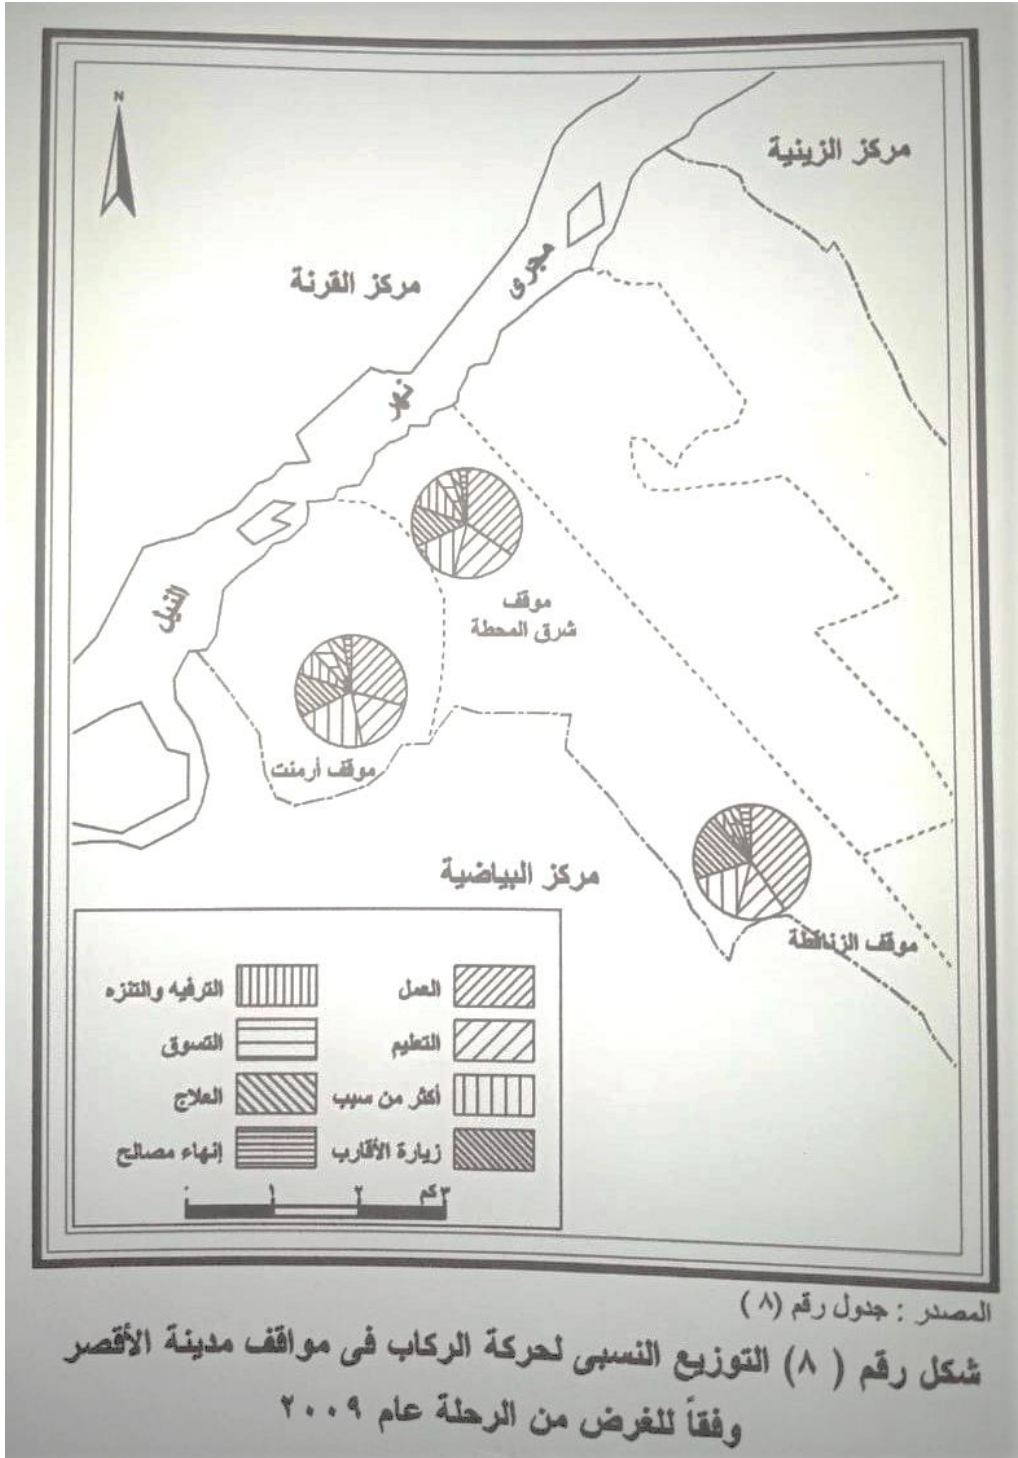 N
مركز الزينية
مجرى
مركز القرنة
نهر
موقف
شرق المحطة
النيل
موقف أرمنت
مركز البياضية
موقف الزناقطة
العمل
الترفيه والتنزه
التعليم
التسوق
أكثر من سبب
العلاج
زيارة الأقارب
إنهاء مصالح
٠ ١ ٢ ٣ كم
المصدر : جدول رقم (٨)
شكل رقم ( ٨ ) التوزيع النسبى لحركة الركاب فى مواقف مدينة الأقصر
وفقاً للغرض من الرحلة عام ٢٠٠٩